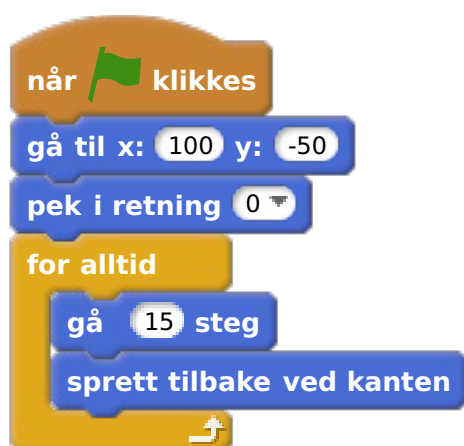 når klikkes
gå til x: 100 y: -50
pek i retning 0
for alltid
gå 15 steg
sprett tilbake ved kanten